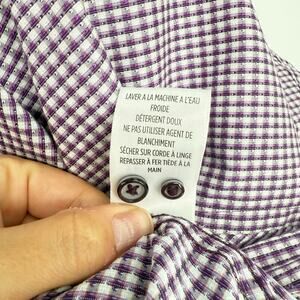 LAVER A LA MACHINE A L'EAU
FROIDE
DÉTERGENT DOUX
NE PAS UTILISER AGENT DE
BLANCHIMENT
SÉCHER SUR CORDE À LINGE
REPASSER À FER TIÈDE À LA
MAIN